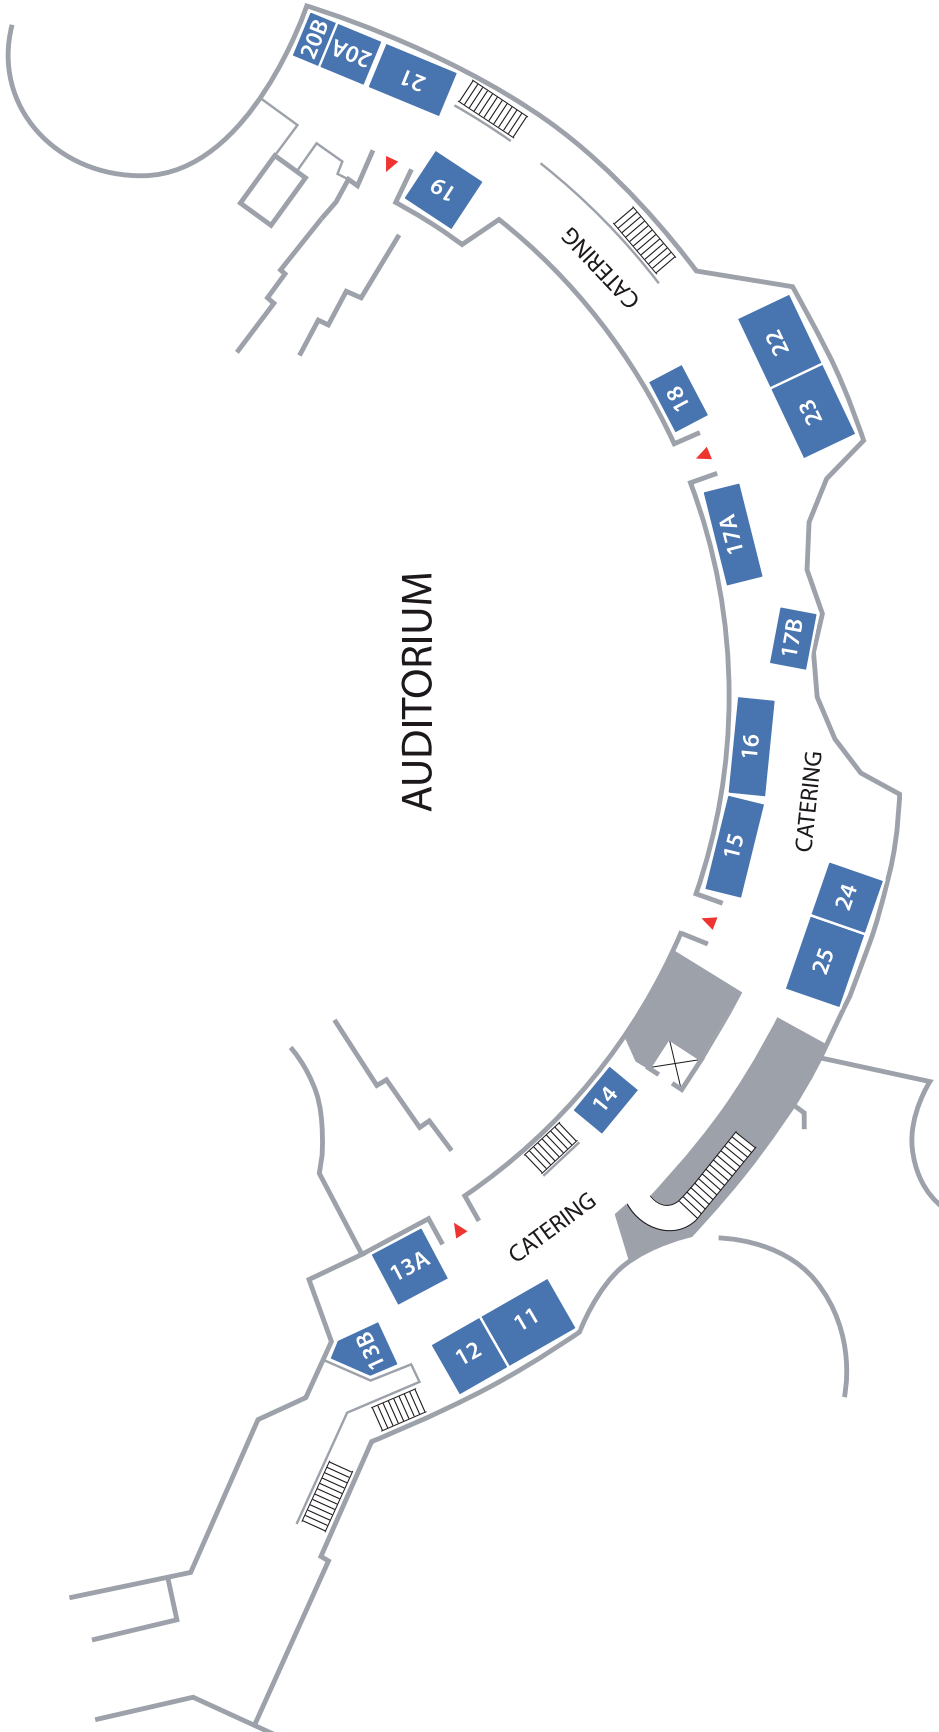 20B
20A
21
19
CATERING
22
18
23
17A
AUDITORIUM
17B
16
CATERING
15
24
25
14
CATERING
13A
11
13B
12